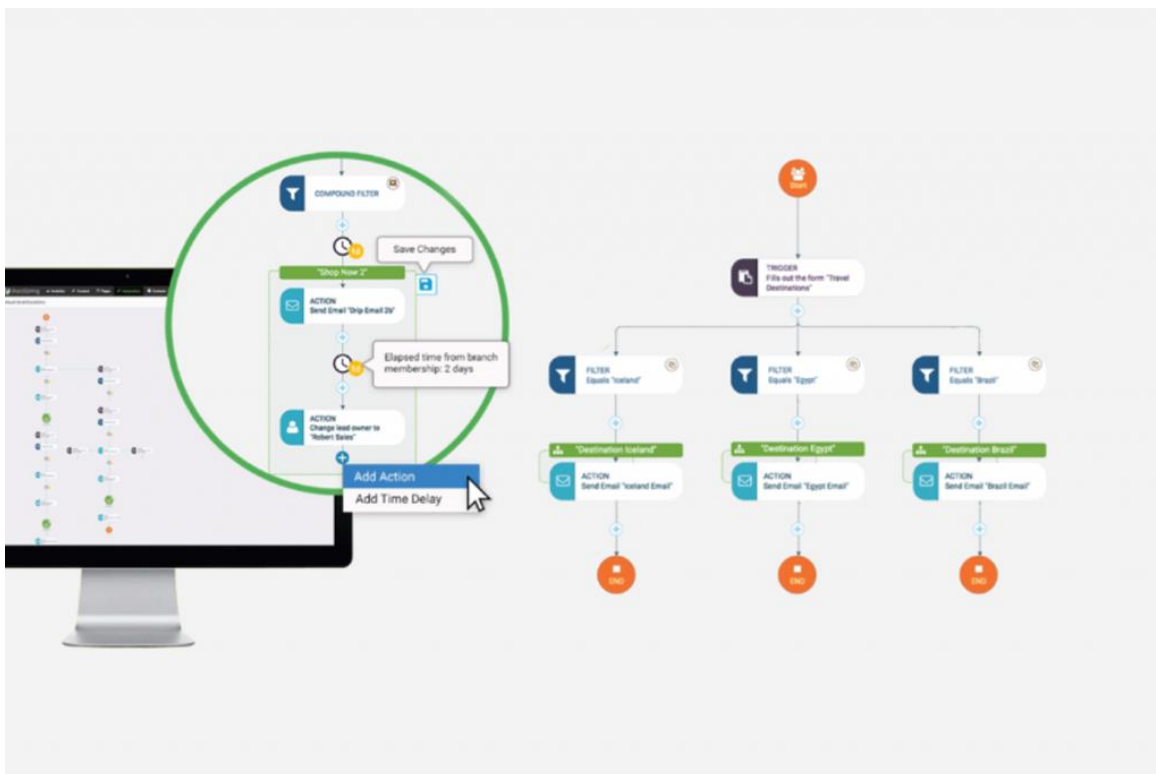 COMPOUND FILTER
Save Changes
"Shop Now 2"
ACTION
Send Email "Drip Email 2b"
Elapsed time from branch
membership: 2 days
ACTION
Change lead owner to
"Robert Sales"
Add Action
Add Time Delay
Start
TRIGGER
Fills out the form "Travel
Destinations"
FILTER
Equals "Iceland"
FILTER
Equals "Egypt"
FILTER
Equals "Brazil"
"Destination Iceland"
"Destination Egypt"
"Destination Brazil"
ACTION
Send Email "Iceland Email"
ACTION
Send Email "Egypt Email"
ACTION
Send Email "Brazil Email"
END
END
END